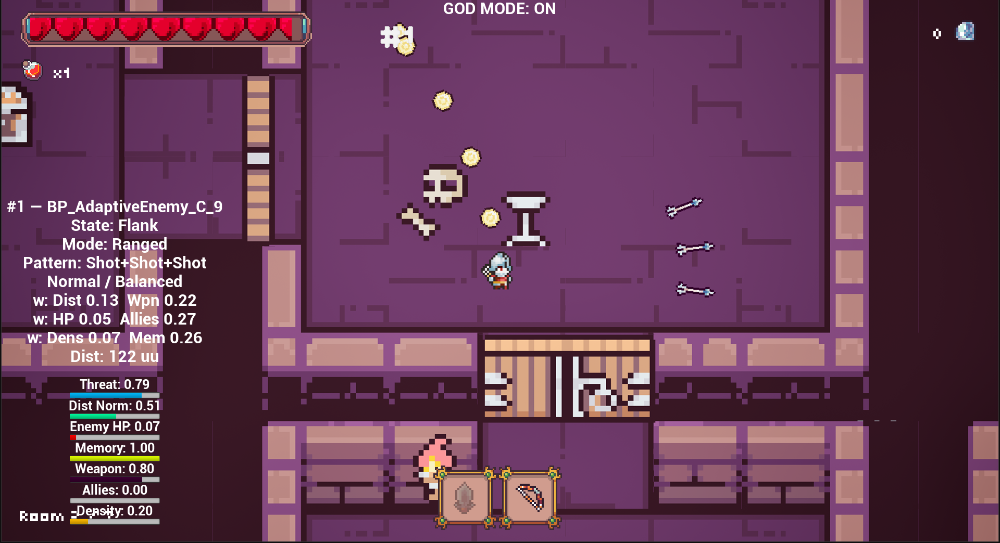 GOD MODE: ON
#1
0
x1
#1 — BP_AdaptiveEnemy_C_9
State: Flank
Mode: Ranged
Pattern: Shot+Shot+Shot
Normal / Balanced
w: Dist 0.13 Wpn 0.22
w: HP 0.05 Allies 0.27
w: Dens 0.07 Mem 0.26
Dist: 122 uu
Threat: 0.79
Dist Norm: 0.51
Enemy HP: 0.07
Memory: 1.00
Weapon: 0.80
Allies: 0.00
Density: 0.20
Room